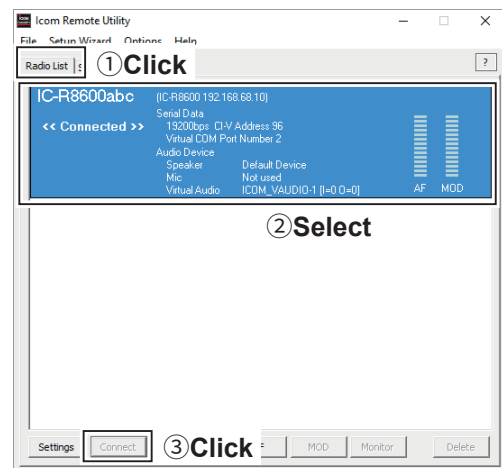 Icom Remote Utility
File Setup Wizard Options Help
Radio List
①Click
?
IC-R8600abc (IC-R8600 192.168.68.10)
<< Connected >>
Serial Data
19200bps CI-V Address 96
Virtual COM Port Number 2
Audio Device
Speaker Default Device
Mic Not used
Virtual Audio ICOM_VAUDIO-1 [I=0 O=0]
AF MOD
②Select
Settings Connect ③Click MOD Monitor Delete